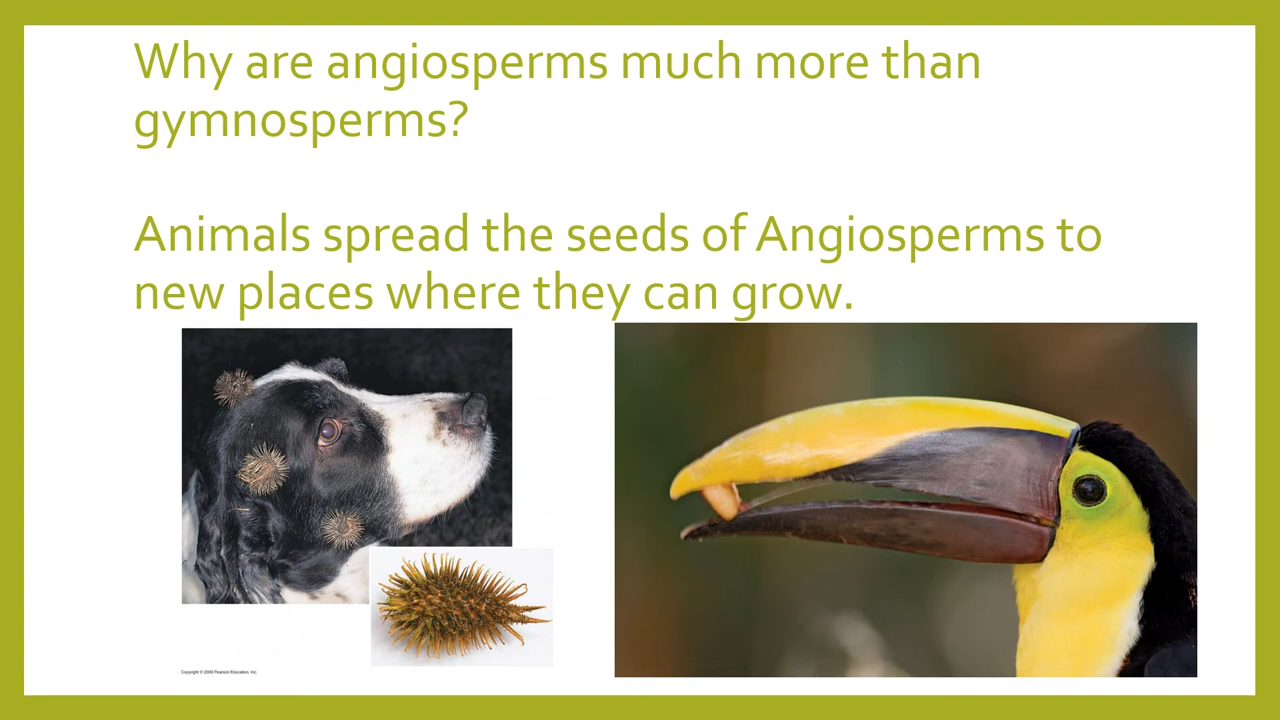 Why are angiosperms much more than
gymnosperms?
Animals spread the seeds of Angiosperms to
new places where they can grow.
Copyright © 2009 Pearson Education, Inc.